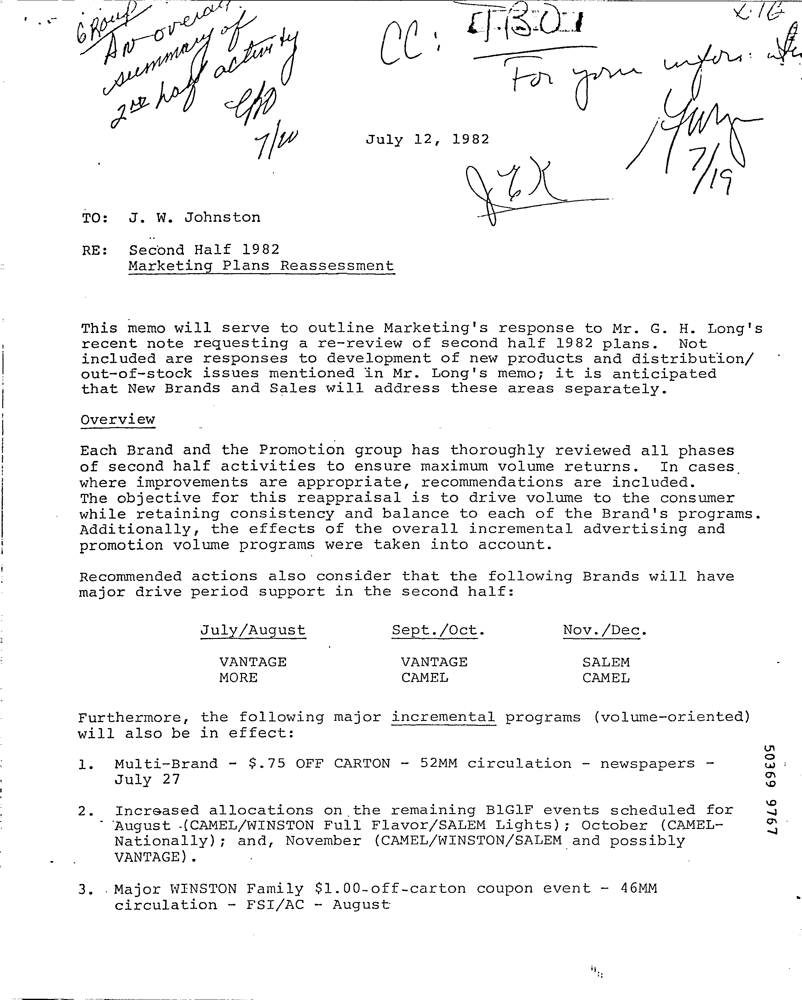 GROUP
An overall
summary of
2nd half activity
7/20
CC:
For your
7/19
July 12, 1982
TO: J. W. Johnston
RE: Second Half 1982
Marketing Plans Reassessment
This memo will serve to outline Marketing's response to Mr. G. H. Long's
recent note requesting a re-review of second half 1982 plans. Not
included are responses to development of new products and distribution/
out-of-stock issues mentioned in Mr. Long's memo; it is anticipated
that New Brands and Sales will address these areas separately.
Overview
Each Brand and the Promotion group has thoroughly reviewed all phases
of second half activities to ensure maximum volume returns. In cases
where improvements are appropriate, recommendations are included.
The objective for this reappraisal is to drive volume to the consumer
while retaining consistency and balance to each of the Brand's programs.
Additionally, the effects of the overall incremental advertising and
promotion volume programs were taken into account.
Recommended actions also consider that the following Brands will have
major drive period support in the second half:
July/August Sept./Oct. Nov./Dec.
VANTAGE VANTAGE SALEM
MORE CAMEL CAMEL
Furthermore, the following major incremental programs (volume-oriented)
will also be in effect:
1. Multi-Brand - $.75 OFF CARTON - 52MM circulation - newspapers -
July 27
2. Increased allocations on the remaining B1G1F events scheduled for
August (CAMEL/WINSTON Full Flavor/SALEM Lights); October (CAMEL-
Nationally); and, November (CAMEL/WINSTON/SALEM and possibly
VANTAGE).
3. Major WINSTON Family $1.00-off-carton coupon event - 46MM
circulation - FSI/AC - August
50369 9767